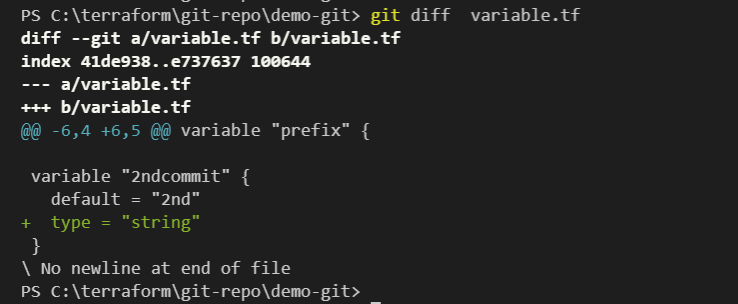 PS C:\terraform\git-repo\demo-git> git diff  variable.tf
diff --git a/variable.tf b/variable.tf
index 41de938..e737637 100644
--- a/variable.tf
+++ b/variable.tf
@@ -6,4 +6,5 @@ variable "prefix" {

 variable "2ndcommit" {
   default = "2nd"
+  type = "string"
 }
\ No newline at end of file
PS C:\terraform\git-repo\demo-git>